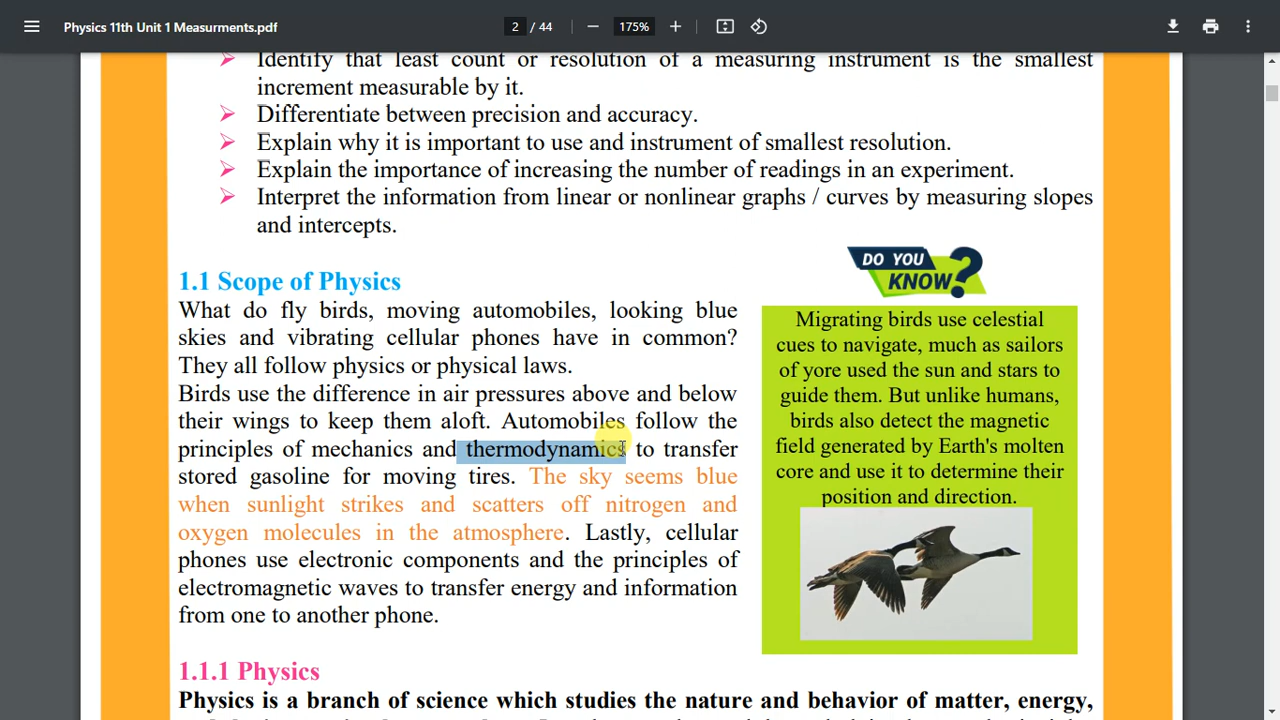 Physics 11th Unit 1 Measurments.pdf
2 / 44
175%
Identify that least count or resolution of a measuring instrument is the smallest
increment measurable by it.
Differentiate between precision and accuracy.
Explain why it is important to use and instrument of smallest resolution.
Explain the importance of increasing the number of readings in an experiment.
Interpret the information from linear or nonlinear graphs / curves by measuring slopes
and intercepts.
1.1 Scope of Physics
What do fly birds, moving automobiles, looking blue
skies and vibrating cellular phones have in common?
They all follow physics or physical laws.
Birds use the difference in air pressures above and below
their wings to keep them aloft. Automobiles follow the
principles of mechanics and thermodynamics to transfer
stored gasoline for moving tires. The sky seems blue
when sunlight strikes and scatters off nitrogen and
oxygen molecules in the atmosphere. Lastly, cellular
phones use electronic components and the principles of
electromagnetic waves to transfer energy and information
from one to another phone.
DO YOU
KNOW?
Migrating birds use celestial
cues to navigate, much as sailors
of yore used the sun and stars to
guide them. But unlike humans,
birds also detect the magnetic
field generated by Earth's molten
core and use it to determine their
position and direction.
1.1.1 Physics
Physics is a branch of science which studies the nature and behavior of matter, energy,